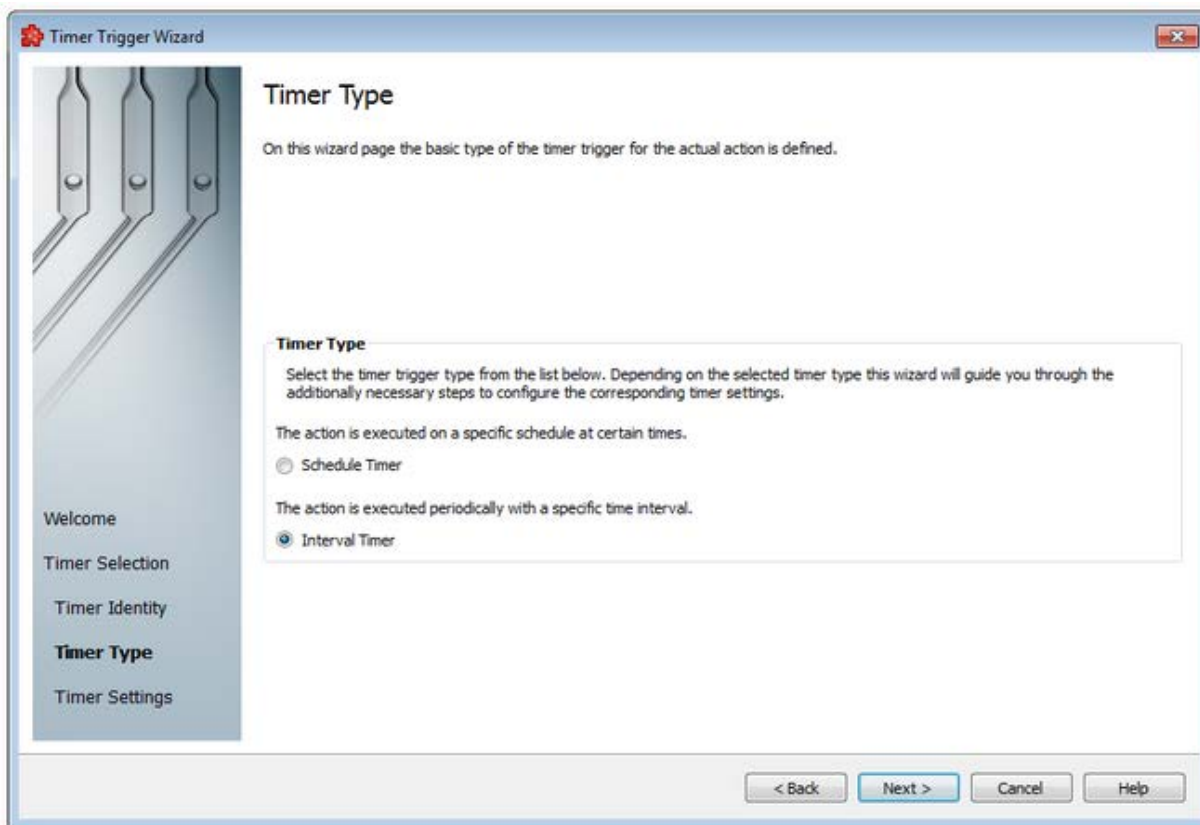 Timer Trigger Wizard
Timer Type
On this wizard page the basic type of the timer trigger for the actual action is defined.
Timer Type
Select the timer trigger type from the list below. Depending on the selected timer type this wizard will guide you through the
additionally necessary steps to configure the corresponding timer settings.
The action is executed on a specific schedule at certain times.
Schedule Timer
The action is executed periodically with a specific time interval.
Interval Timer
Welcome
Timer Selection
Timer Identity
Timer Type
Timer Settings
< Back
Next >
Cancel
Help